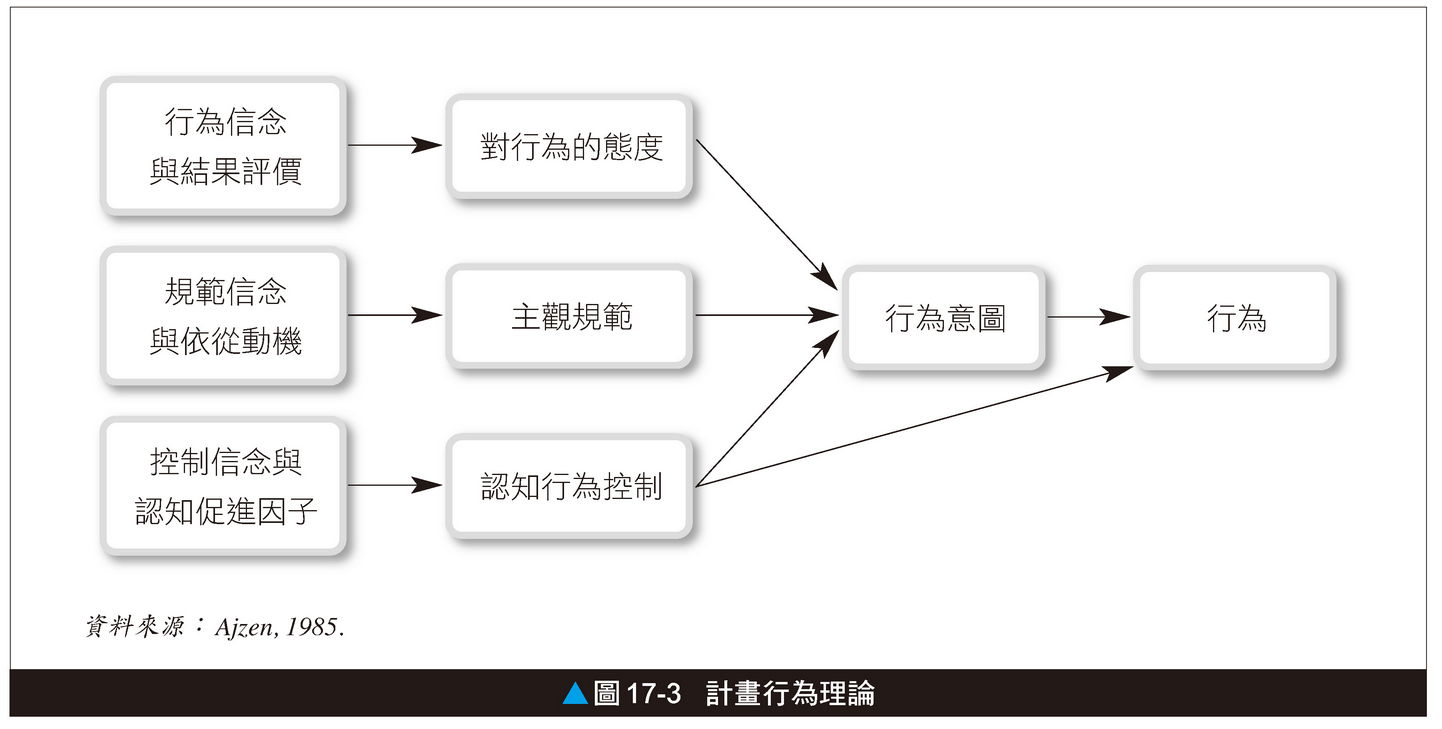 行為信念
與結果評價
對行為的態度
規範信念
與依從動機
主觀規範
行為意圖
行為
控制信念與
認知促進因子
認知行為控制
資料來源：Ajzen, 1985.
▲圖 17-3 計畫行為理論